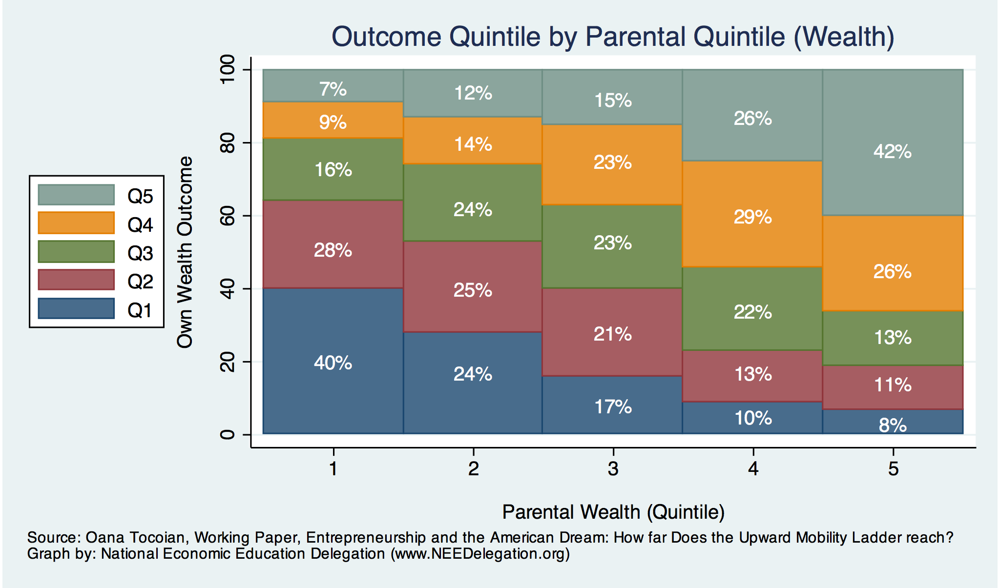 Outcome Quintile by Parental Quintile (Wealth)
100
80
60
40
20
0
Own Wealth Outcome
Q5
Q4
Q3
Q2
Q1
7%
12%
15%
26%
42%
9%
14%
23%
29%
26%
16%
24%
23%
22%
13%
28%
25%
21%
13%
11%
40%
24%
17%
10%
8%
1 2 3 4 5
Parental Wealth (Quintile)
Source: Oana Tocoian, Working Paper, Entrepreneurship and the American Dream: How far Does the Upward Mobility Ladder reach?
Graph by: National Economic Education Delegation (www.NEEDelegation.org)